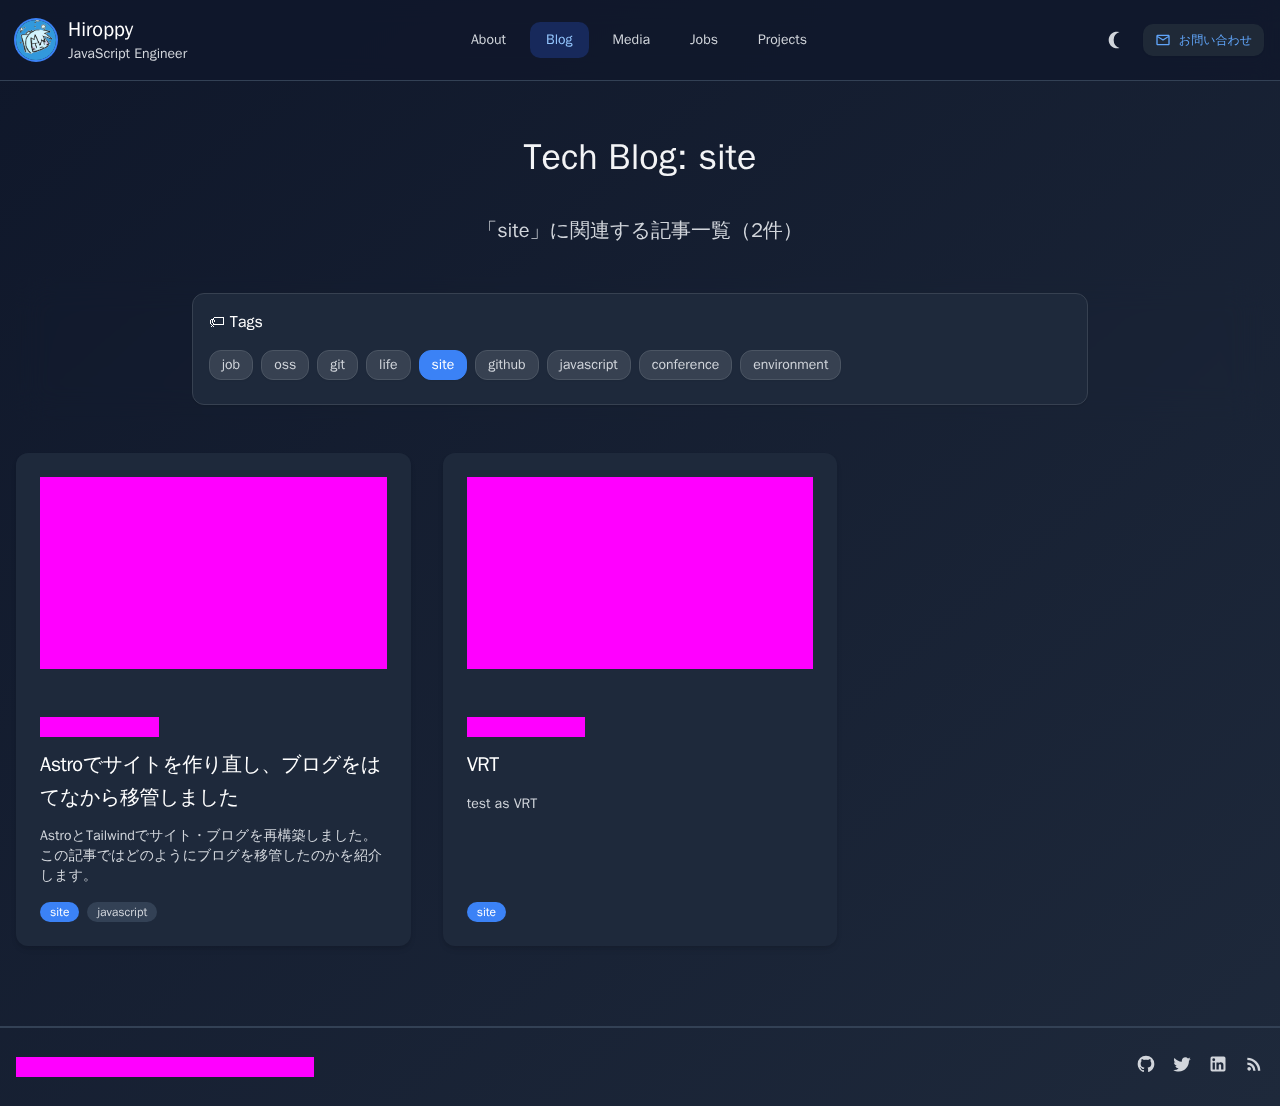 Hiroppy
JavaScript Engineer
About
Blog
Media
Jobs
Projects
お問い合わせ
Tech Blog: site
「site」に関連する記事一覧（2件）
Tags
job
oss
git
life
site
github
javascript
conference
environment
Astroでサイトを作り直し、ブログをは
てなから移管しました
AstroとTailwindでサイト・ブログを再構築しました。
この記事ではどのようにブログを移管したのかを紹介
します。
site
javascript
VRT
test as VRT
site